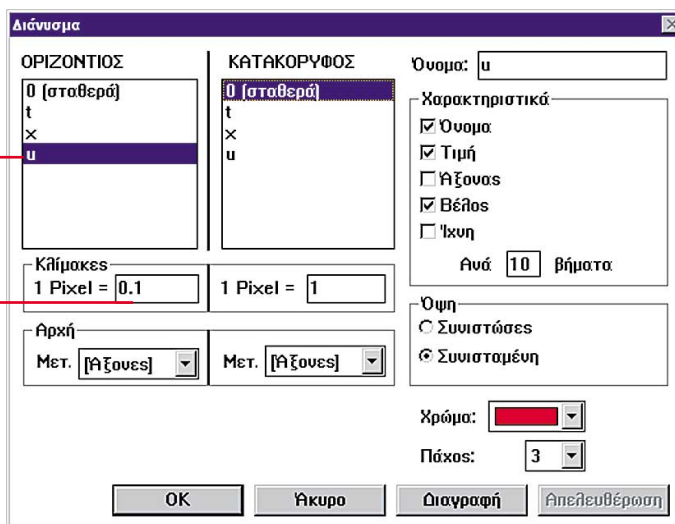 Διάνυσμα
ΟΡΙΖΟΝΤΙΟΣ
0 (σταθερά)
t
x
u
ΚΑΤΑΚΟΡΥΦΟΣ
0 (σταθερά)
t
x
u
Κλίμακες
1 Pixel = 0.1
1 Pixel = 1
Αρχή
Μετ. [Άξονες]
Μετ. [Άξονες]
Όνομα: u
Χαρακτηριστικά
Όνομα
Τιμή
Άξονας
Βέλος
Ίχνη
Ανά 10 βήματα
Όψη
Συνιστώσες
Συνισταμένη
Χρώμα:
Πάχος: 3
OK Άκυρο Διαγραφή Απελευθέρωση